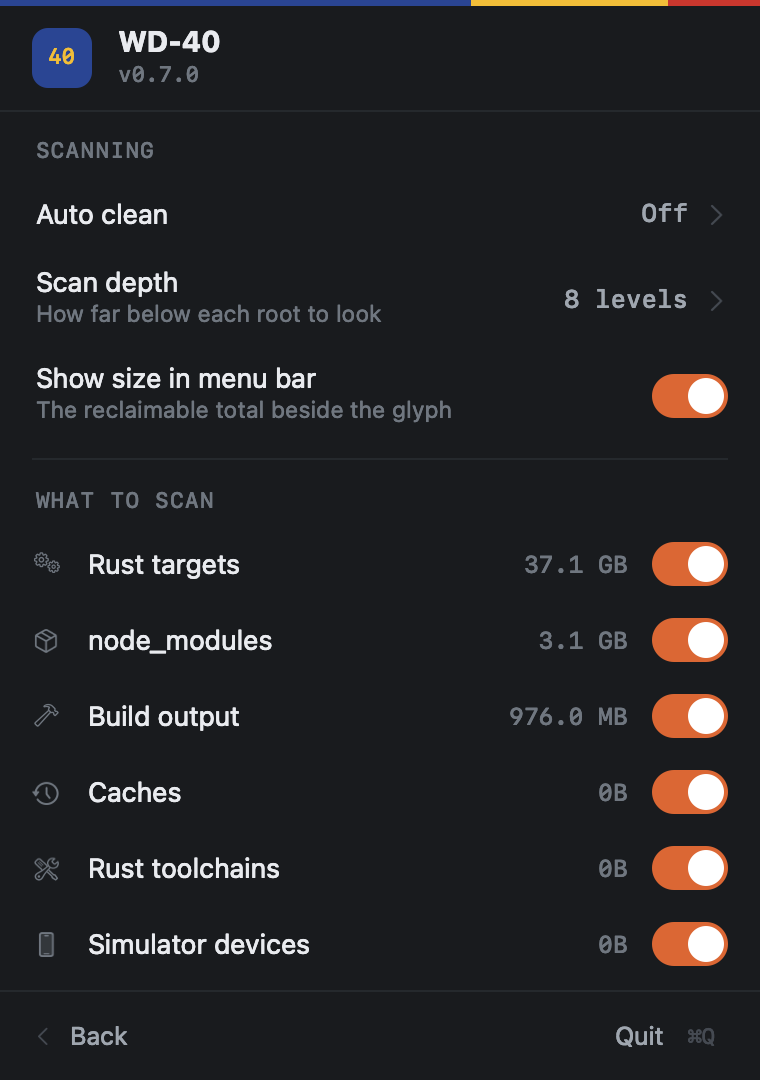 40
WD-40
v0.7.0
SCANNING
Auto clean
Off
Scan depth
How far below each root to look
8 levels
Show size in menu bar
The reclaimable total beside the glyph
WHAT TO SCAN
Rust targets
37.1 GB
node_modules
3.1 GB
Build output
976.0 MB
Caches
0B
Rust toolchains
0B
Simulator devices
0B
Back
Quit ⌘Q